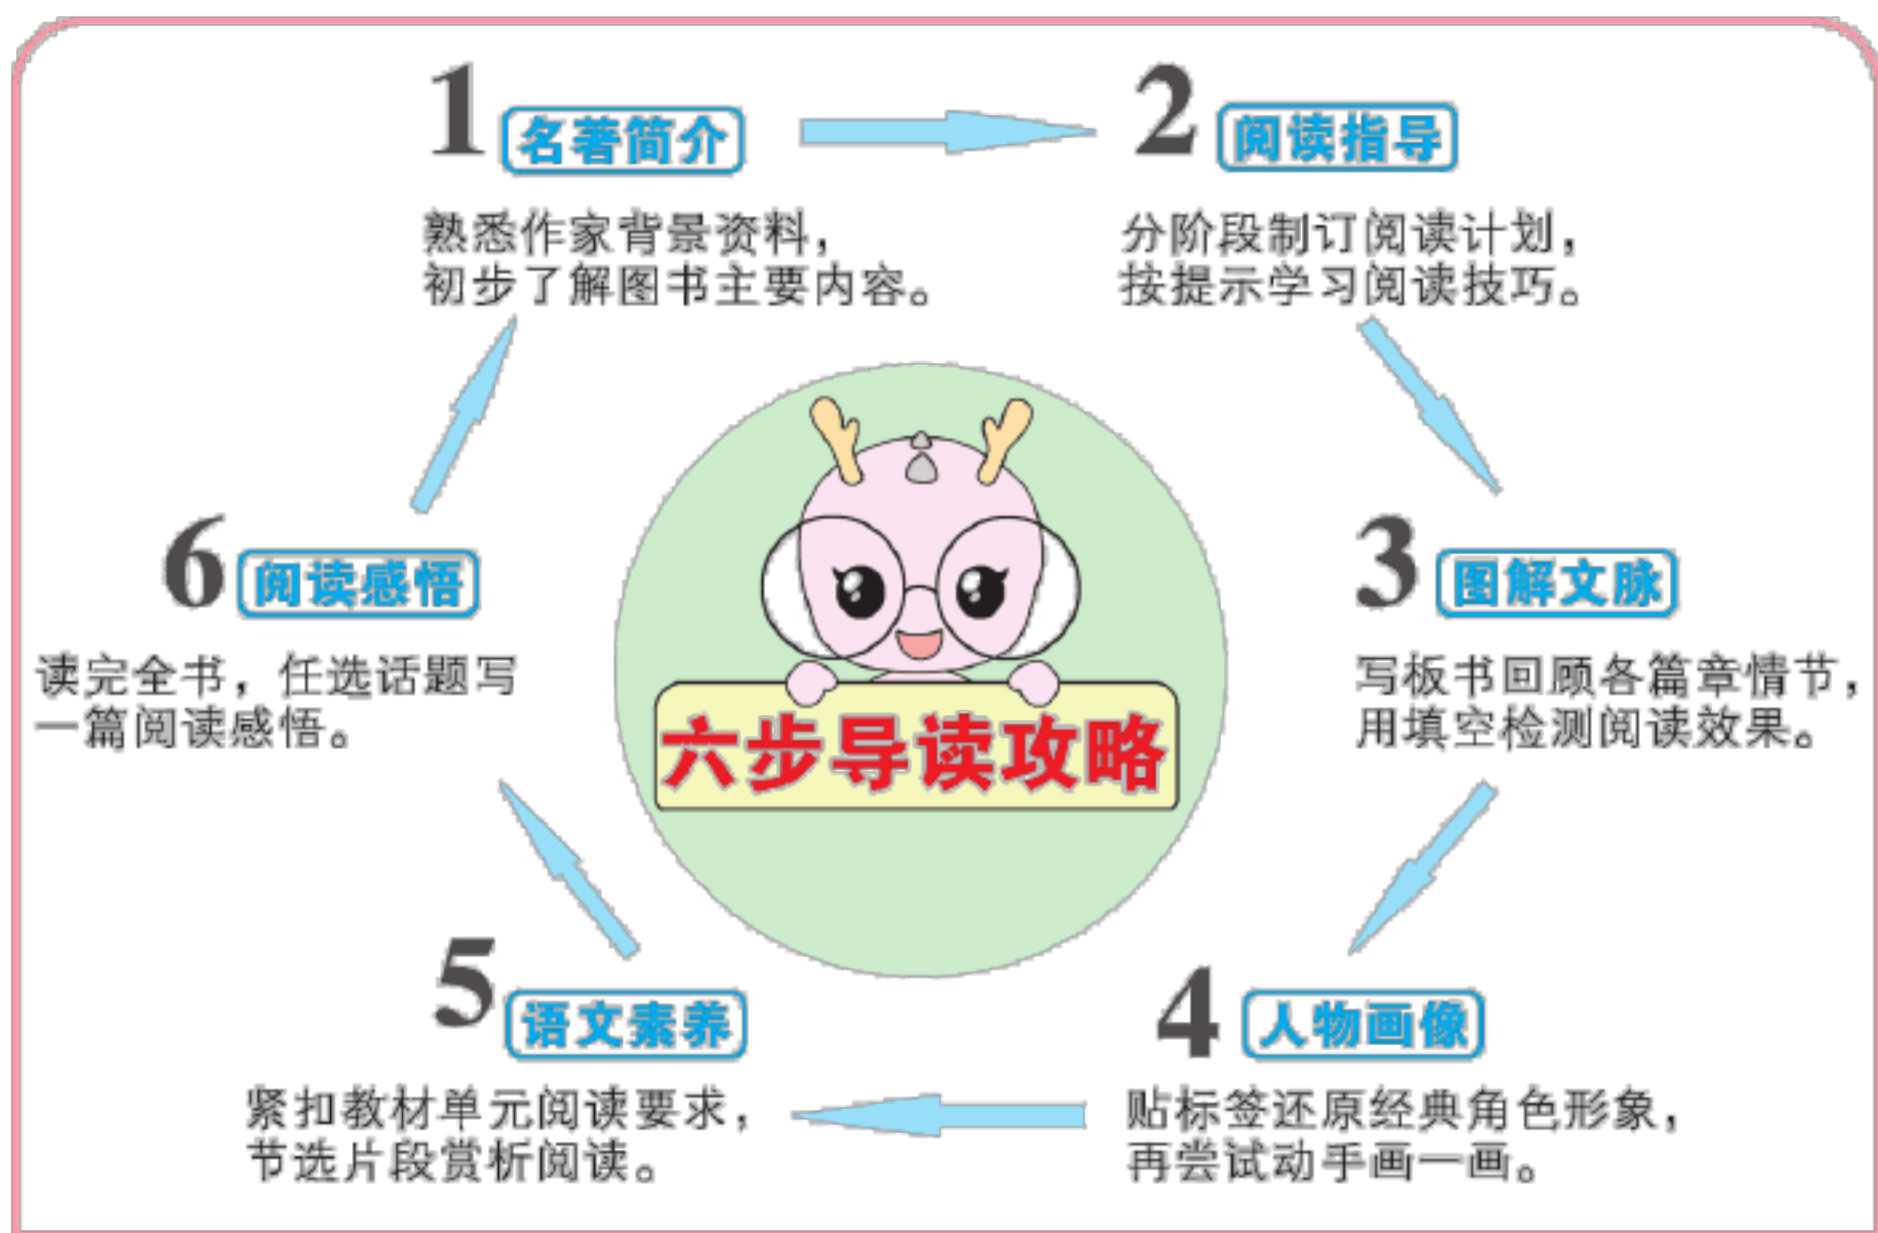 1 名著简介
熟悉作家背景资料，
初步了解图书主要内容。
2 阅读指导
分阶段制订阅读计划，
按提示学习阅读技巧。
3 图解文脉
写板书回顾各篇章情节，
用填空检测阅读效果。
4 人物画像
贴标签还原经典角色形象，
再尝试动手画一画。
5 语文素养
紧扣教材单元阅读要求，
节选片段赏析阅读。
6 阅读感悟
读完全书，任选话题写
一篇阅读感悟。
六步导读攻略